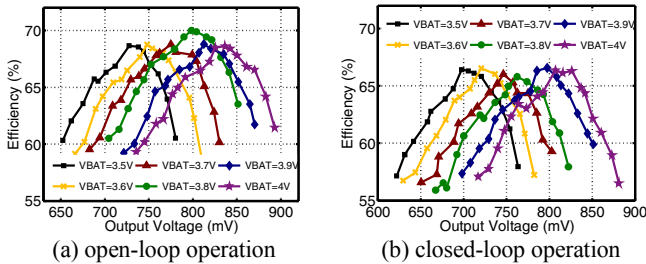 (a)
(b)
70
65
60
55
Efficiency (%)
VBAT=3.5V
VBAT=3.7V
VBAT=3.9V
VBAT=3.6V
VBAT=3.8V
VBAT=4V
650
700
750
800
850
900
Output Voltage (mV)
(a) open-loop operation
70
65
60
55
Efficiency (%)
VBAT=3.5V
VBAT=3.7V
VBAT=3.9V
VBAT=3.6V
VBAT=3.8V
VBAT=4V
600
650
700
750
800
850
900
Output Voltage (mV)
(b) closed-loop operation